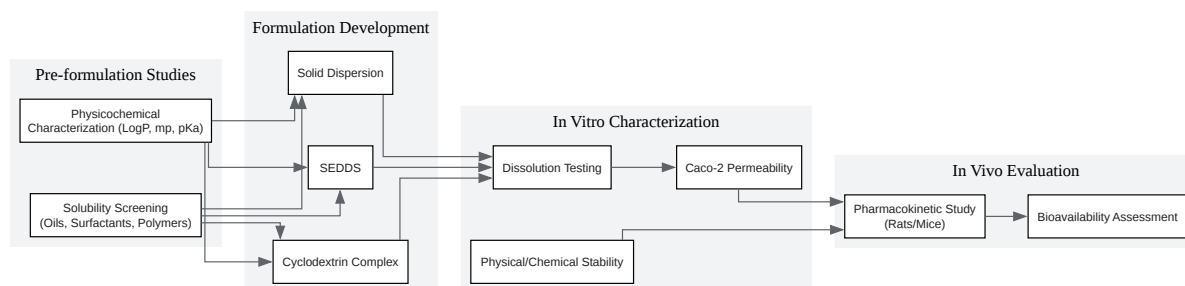 Pre-formulation Studies
Physicochemical
Characterization (LogP, mp, pKa)
Solubility Screening
(Oils, Surfactants, Polymers)
Formulation Development
Solid Dispersion
SEDDS
Cyclodextrin Complex
In Vitro Characterization
Dissolution Testing
Caco-2 Permeability
Physical/Chemical Stability
In Vivo Evaluation
Pharmacokinetic Study
(Rats/Mice)
Bioavailability Assessment